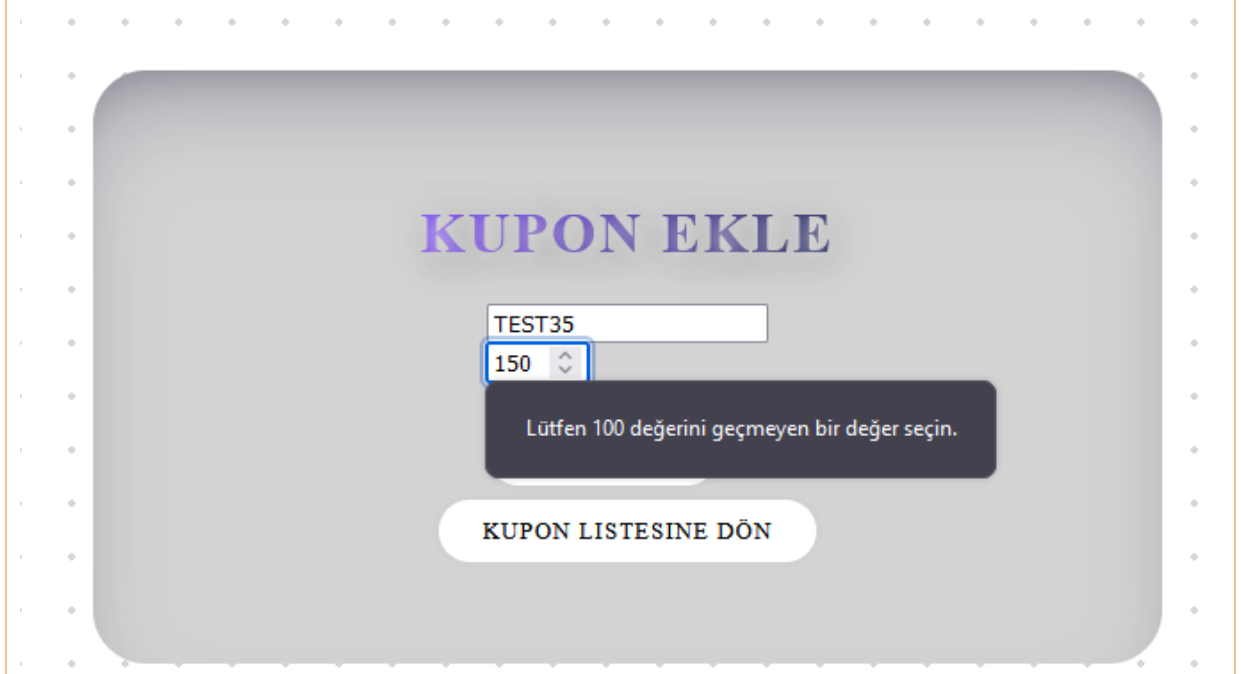 KUPON EKLE
TEST35
150
Lütfen 100 değerini geçmeyen bir değer seçin.
KUPON LISTESINE DÖN